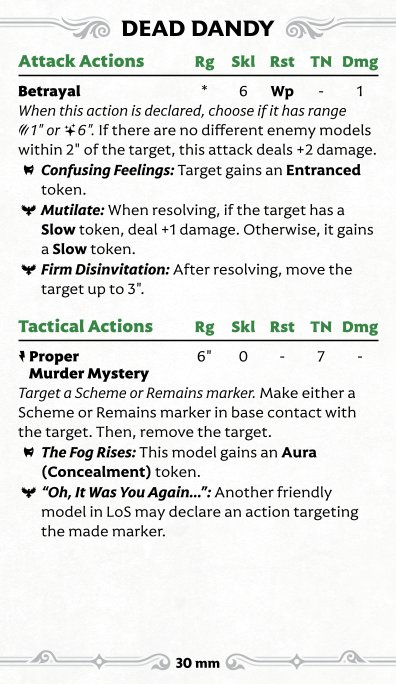 DEAD DANDY
Attack Actions Rg Skl Rst TN Dmg
Betrayal * 6 Wp - 1
When this action is declared, choose if it has range
1" or 6". If there are no different enemy models
within 2" of the target, this attack deals +2 damage.
Confusing Feelings: Target gains an Entranced
token.
Mutilate: When resolving, if the target has a
Slow token, deal +1 damage. Otherwise, it gains
a Slow token.
Firm Disinvitation: After resolving, move the
target up to 3".
Tactical Actions Rg Skl Rst TN Dmg
Proper 6" 0 - 7 -
Murder Mystery
Target a Scheme or Remains marker. Make either a
Scheme or Remains marker in base contact with
the target. Then, remove the target.
The Fog Rises: This model gains an Aura
(Concealment) token.
"Oh, It Was You Again...": Another friendly
model in LoS may declare an action targeting
the made marker.
30 mm